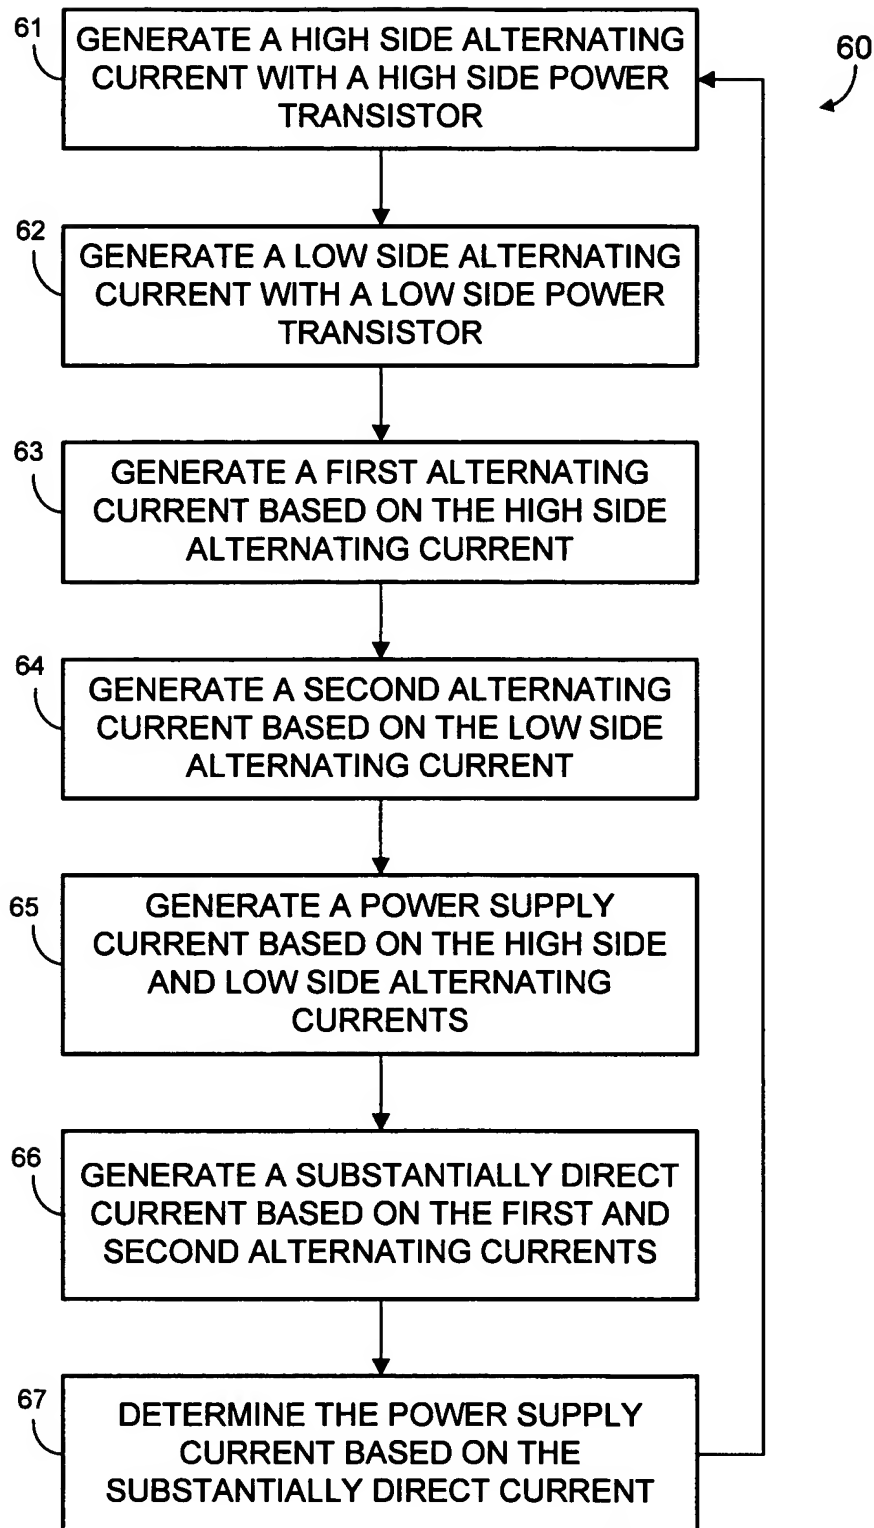 60
61
GENERATE A HIGH SIDE ALTERNATING
CURRENT WITH A HIGH SIDE POWER
TRANSISTOR
62
GENERATE A LOW SIDE ALTERNATING
CURRENT WITH A LOW SIDE POWER
TRANSISTOR
63
GENERATE A FIRST ALTERNATING
CURRENT BASED ON THE HIGH SIDE
ALTERNATING CURRENT
64
GENERATE A SECOND ALTERNATING
CURRENT BASED ON THE LOW SIDE
ALTERNATING CURRENT
65
GENERATE A POWER SUPPLY
CURRENT BASED ON THE HIGH SIDE
AND LOW SIDE ALTERNATING
CURRENTS
66
GENERATE A SUBSTANTIALLY DIRECT
CURRENT BASED ON THE FIRST AND
SECOND ALTERNATING CURRENTS
67
DETERMINE THE POWER SUPPLY
CURRENT BASED ON THE
SUBSTANTIALLY DIRECT CURRENT